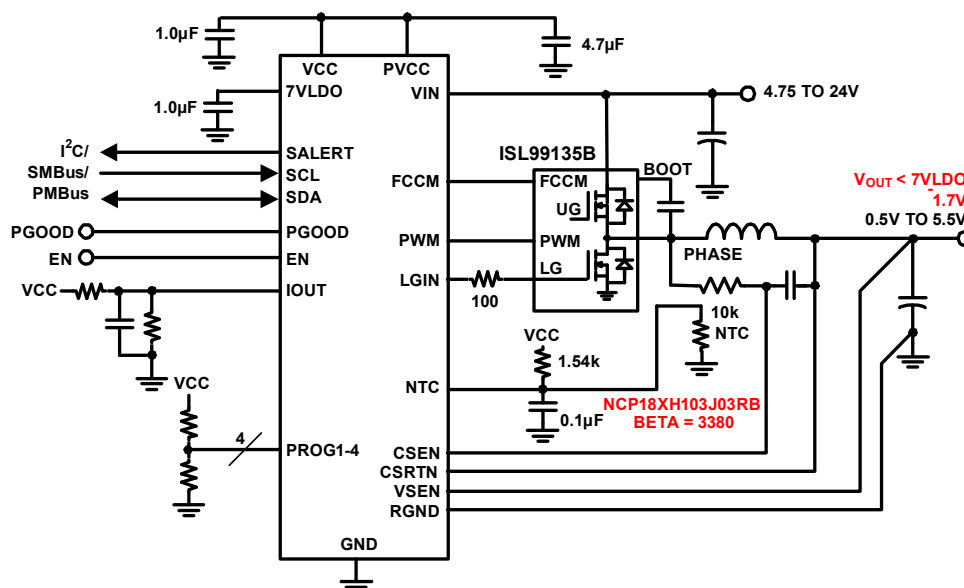 1.0µF
4.7µF
VCC
PVCC
7VLDO
VIN
4.75 TO 24V
1.0µF
I²C/
SMBus/
PMBus
SALERT
SCL
SDA
ISL99135B
BOOT
FCCM
FCCM
UG
VOUT < 7VLDO
-
1.7V
0.5V TO 5.5V
PGOOD
PGOOD
PWM
PWM
PHASE
EN
EN
LG
LGIN
100
VCC
IOUT
10k
NTC
VCC
1.54k
VCC
NTC
0.1µF
NCP18XH103J03RB
BETA = 3380
4
PROG1-4
CSEN
CSRTN
VSEN
RGND
GND